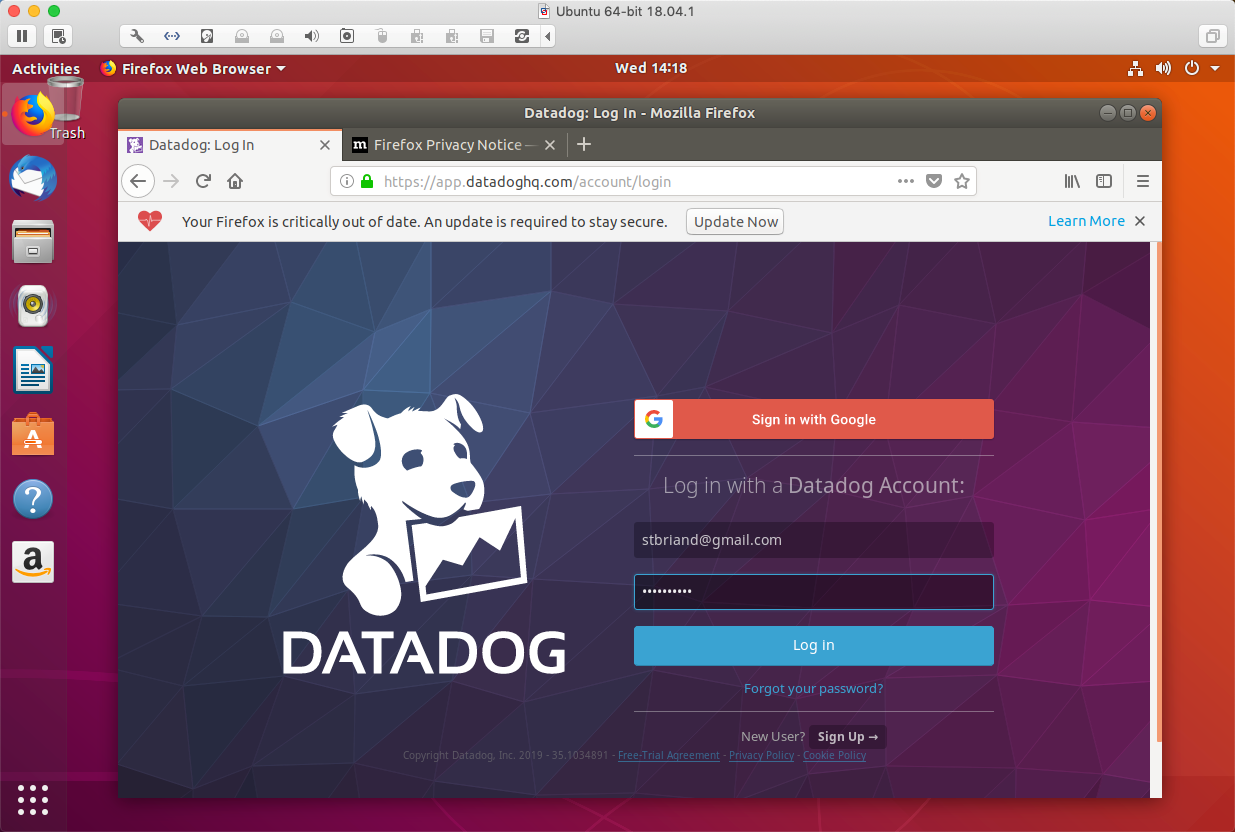 Ubuntu 64-bit 18.04.1
Activities Firefox Web Browser Wed 14:18
Trash
Datadog: Log In - Mozilla Firefox
Datadog: Log In Firefox Privacy Notice —
https://app.datadoghq.com/account/login
Your Firefox is critically out of date. An update is required to stay secure. Update Now Learn More
Sign in with Google
Log in with a Datadog Account:
stbriand@gmail.com
••••••••••
Log In
DATADOG
Forgot your password?
New User? Sign Up →
Copyright Datadog, Inc. 2019 - 35.1034891 - Free-Trial Agreement - Privacy Policy - Cookie Policy